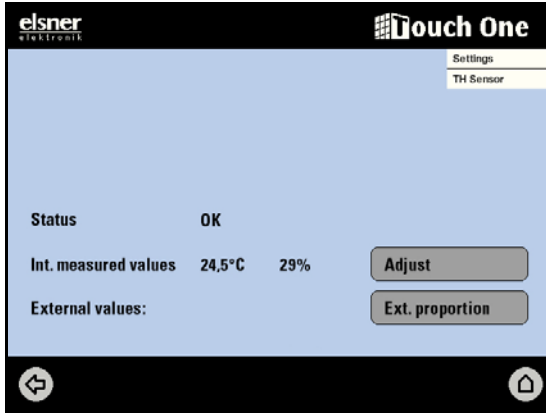 elsner
elektronik
Touch One
Settings
TH Sensor
Status OK
Int. measured values 24,5°C 29% Adjust
External values: Ext. proportion